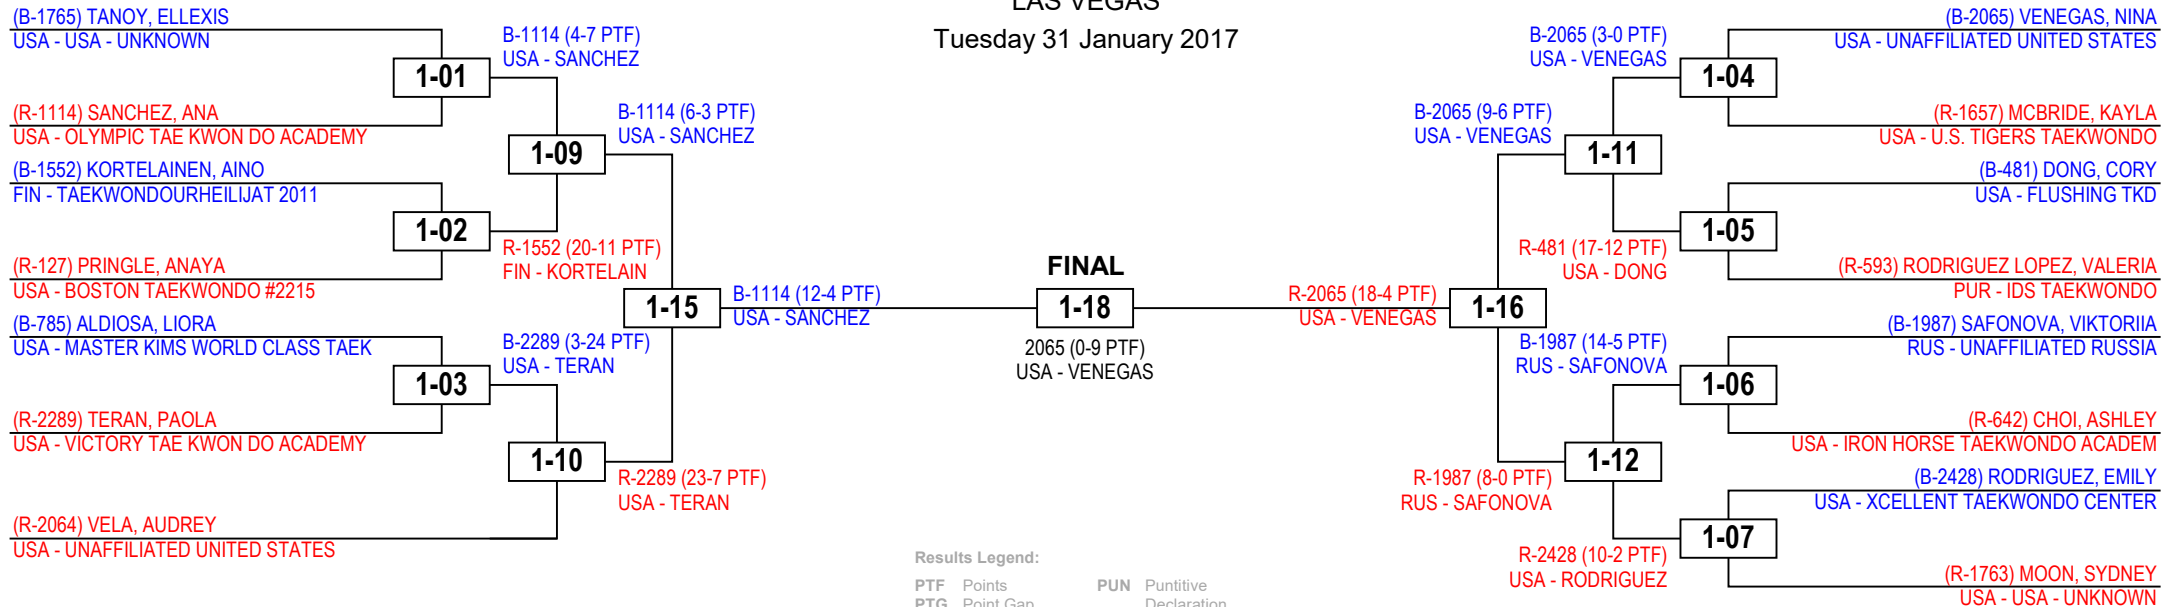 LAS VEGAS
Tuesday 31 January 2017
(B-1765) TANOY, ELLEXIS
USA - USA - UNKNOWN
1-01
(R-1114) SANCHEZ, ANA
USA - OLYMPIC TAE KWON DO ACADEMY
(B-1552) KORTELAINEN, AINO
FIN - TAEKWONDOURHEILIJAT 2011
1-02
(R-127) PRINGLE, ANAYA
USA - BOSTON TAEKWONDO #2215
(B-785) ALDIOSA, LIORA
USA - MASTER KIMS WORLD CLASS TAEK
1-03
(R-2289) TERAN, PAOLA
USA - VICTORY TAE KWON DO ACADEMY
(R-2064) VELA, AUDREY
USA - UNAFFILIATED UNITED STATES
B-1114 (4-7 PTF)
USA - SANCHEZ
1-09
R-1552 (20-11 PTF)
FIN - KORTELAIN
B-2289 (3-24 PTF)
USA - TERAN
1-10
B-1114 (6-3 PTF)
USA - SANCHEZ
1-15
R-2289 (23-7 PTF)
USA - TERAN
B-1114 (12-4 PTF)
USA - SANCHEZ
FINAL
1-18
2065 (0-9 PTF)
USA - VENEGAS
R-2065 (18-4 PTF)
USA - VENEGAS
B-2065 (9-6 PTF)
USA - VENEGAS
1-16
R-1987 (8-0 PTF)
RUS - SAFONOVA
B-2065 (3-0 PTF)
USA - VENEGAS
1-11
R-481 (17-12 PTF)
USA - DONG
B-1987 (14-5 PTF)
RUS - SAFONOVA
1-12
R-2428 (10-2 PTF)
USA - RODRIGUEZ
(B-2065) VENEGAS, NINA
USA - UNAFFILIATED UNITED STATES
1-04
(R-1657) MCBRIDE, KAYLA
USA - U.S. TIGERS TAEKWONDO
(B-481) DONG, CORY
USA - FLUSHING TKD
1-05
(R-593) RODRIGUEZ LOPEZ, VALERIA
PUR - IDS TAEKWONDO
(B-1987) SAFONOVA, VIKTORIIA
RUS - UNAFFILIATED RUSSIA
1-06
(R-642) CHOI, ASHLEY
USA - IRON HORSE TAEKWONDO ACADEM
(B-2428) RODRIGUEZ, EMILY
USA - XCELLENT TAEKWONDO CENTER
1-07
(R-1763) MOON, SYDNEY
USA - USA - UNKNOWN
Results Legend:
PTF Points PUN Puntitive
PTG Point Gap Declaration